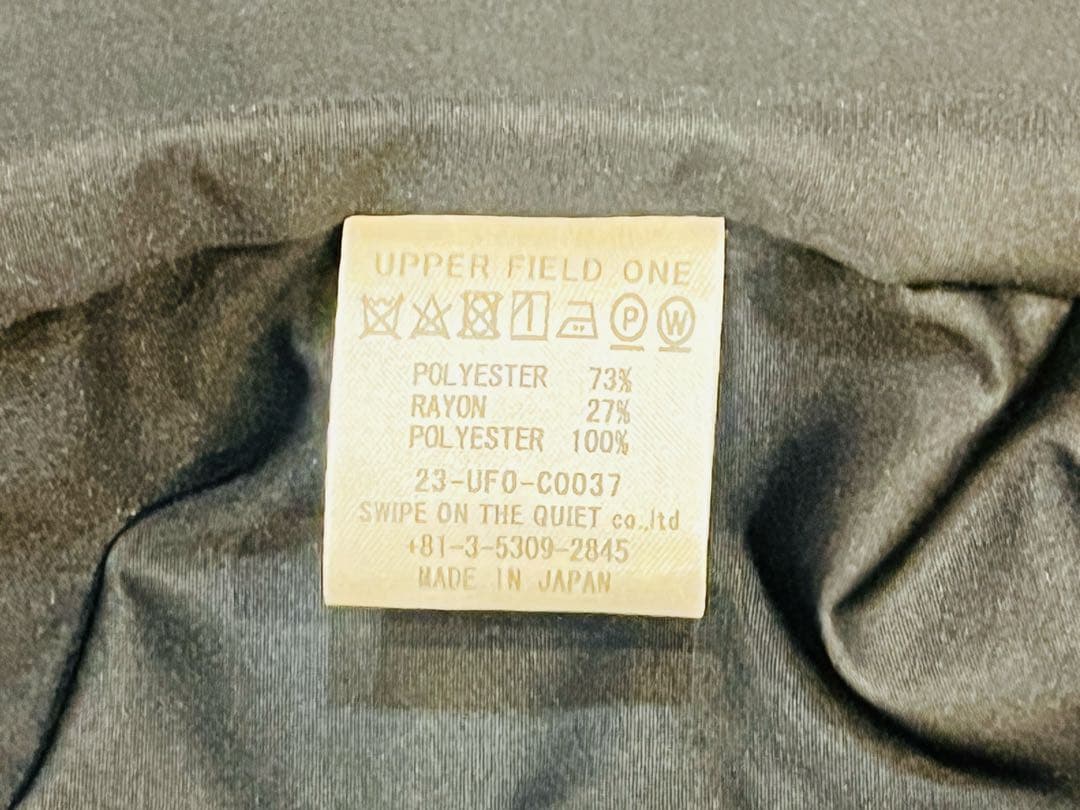 UPPER FIELD ONE
P W
POLYESTER 73%
RAYON 27%
POLYESTER 100%
23-UFO-C0037
SWIPE ON THE QUIET co.,ltd
+81-3-5309-2845
MADE IN JAPAN